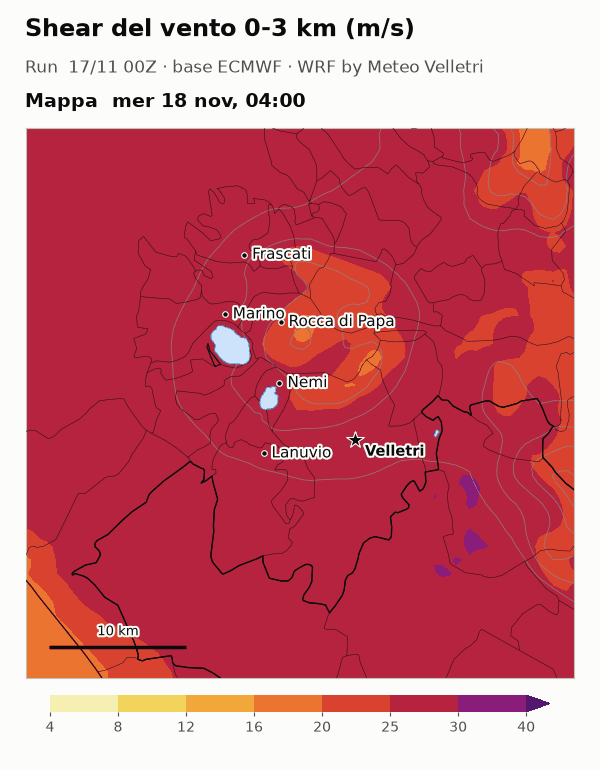 Shear del vento 0-3 km (m/s)
Run 17/11 00Z · base ECMWF · WRF by Meteo Velletri
Mappa mer 18 nov, 04:00
Frascati
Marino
Rocca di Papa
Nemi
Velletri
Lanuvio
10 km
4 8 12 16 20 25 30 40